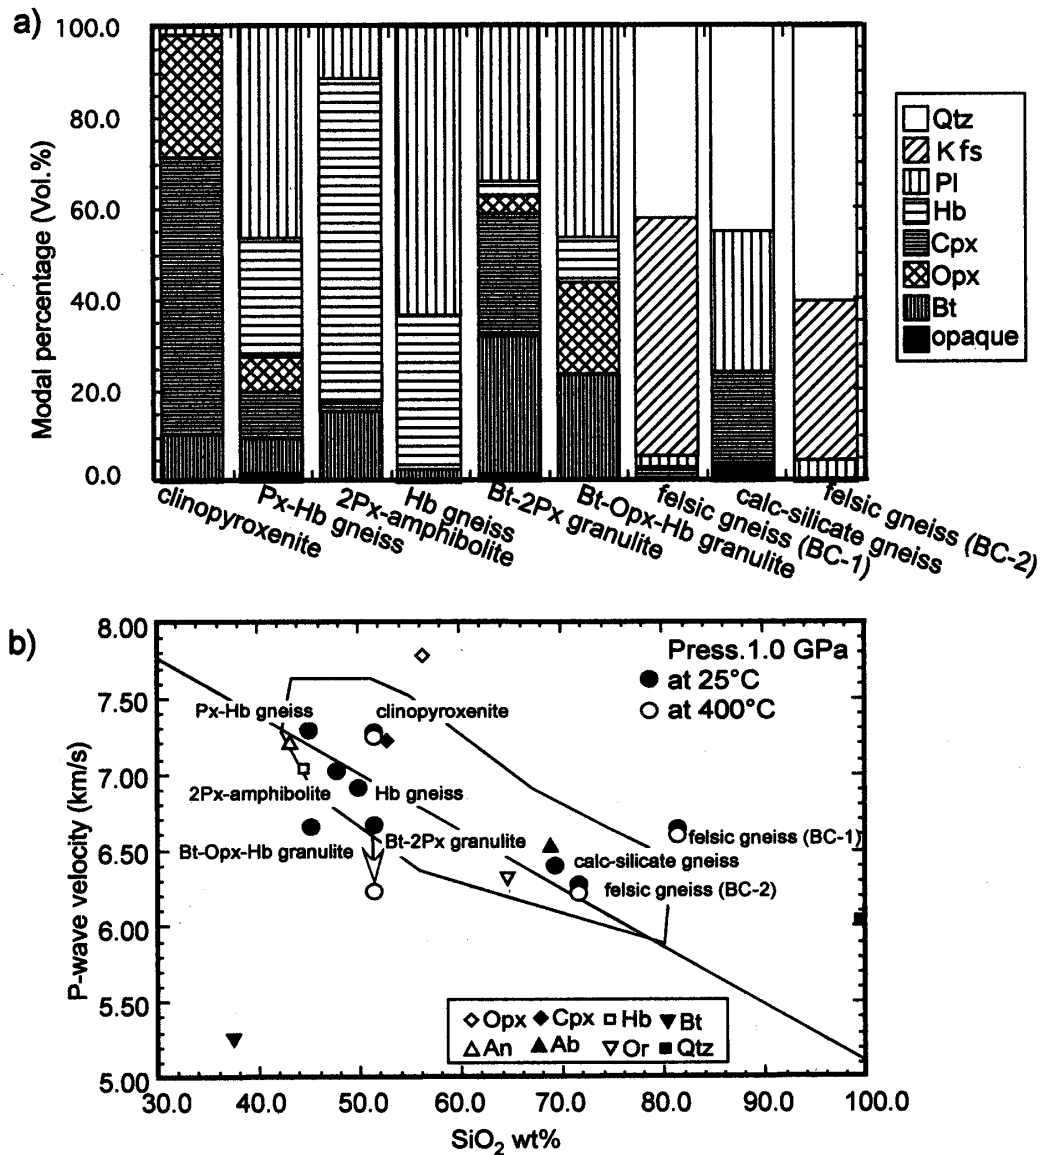 a)
100.0
80.0
60.0
40.0
20.0
0.0
Modal percentage (Vol.%)
Qtz
Kfs
Pl
Hb
Cpx
Opx
Bt
opaque
clinopyroxenite
Px-Hb gneiss
2Px-amphibolite
Hb gneiss
Bt-2Px granulite
Bt-Opx-Hb granulite
felsic gneiss (BC-1)
calc-silicate gneiss
felsic gneiss (BC-2)
b)
8.00
7.50
7.00
6.50
6.00
5.50
5.00
P-wave velocity (km/s)
Press.1.0 GPa
at 25°C
at 400°C
Px-Hb gneiss
clinopyroxenite
2Px-amphibolite
Hb gneiss
Bt-Opx-Hb granulite
Bt-2Px granulite
felsic gneiss (BC-1)
calc-silicate gneiss
felsic gneiss (BC-2)
Opx Cpx Hb Bt
An Ab Or Qtz
30.0 40.0 50.0 60.0 70.0 80.0 90.0 100.0
SiO2 wt%